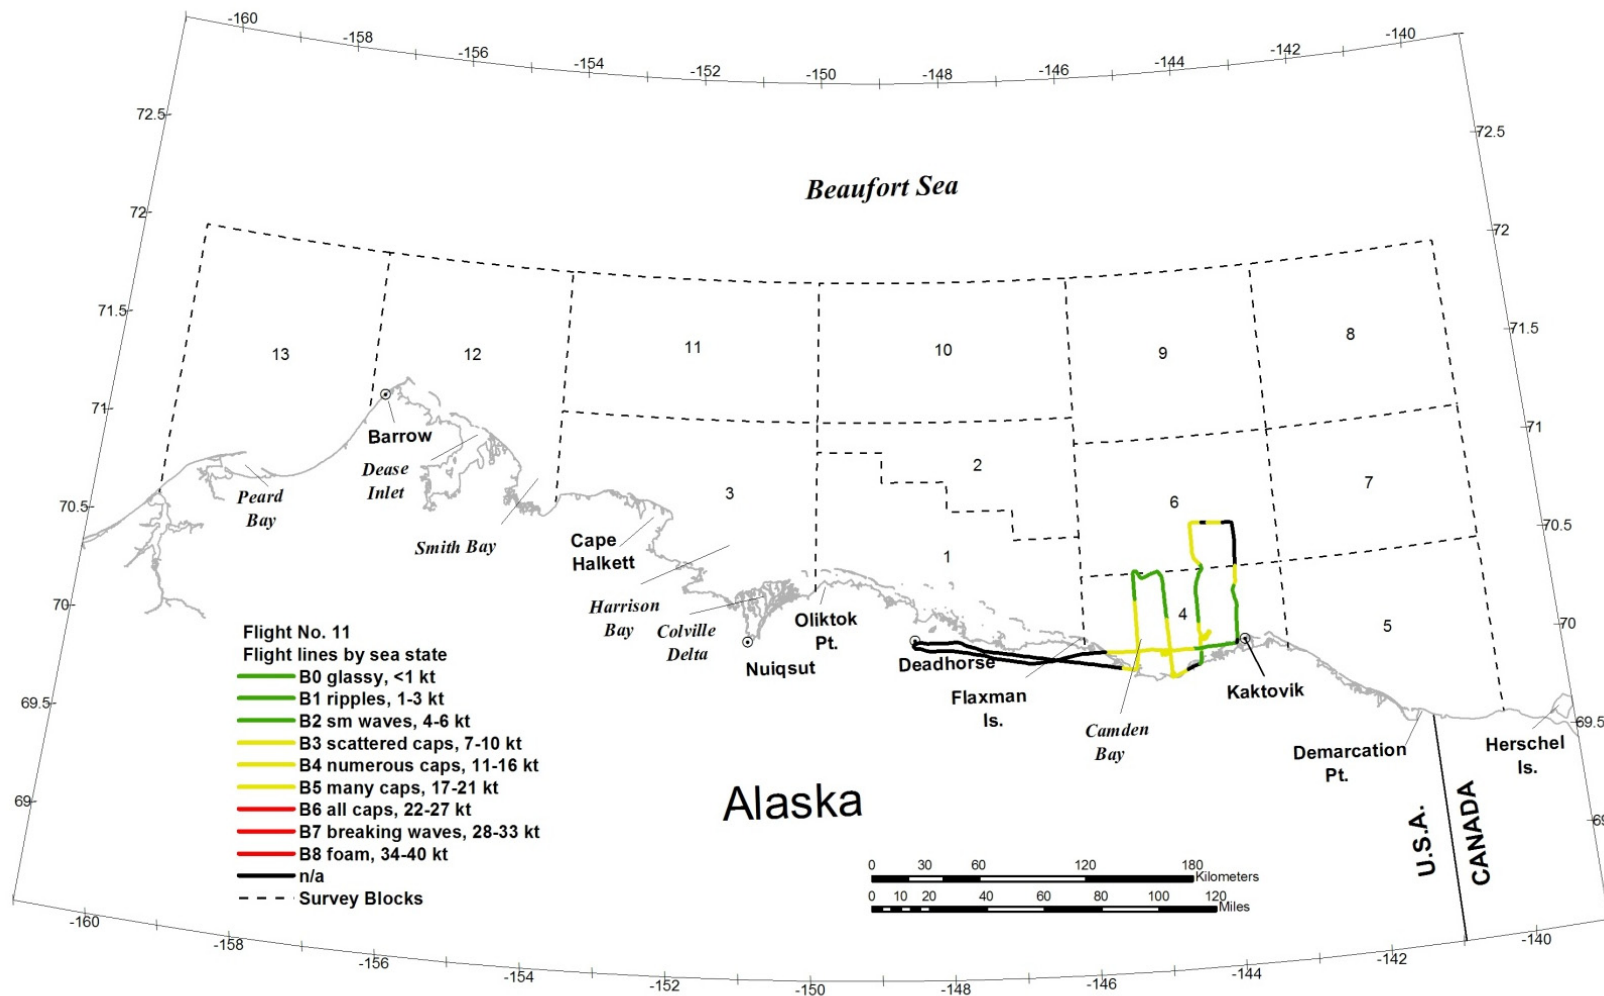 -160
-158
-156
-154
-152
-150
-148
-146
-144
-142
-140
72.5
72.5
72
72
Beaufort Sea
71.5
71.5
13
12
11
10
9
8
71
71
Barrow
Dease
Inlet
Peard
Bay
Smith Bay
3
2
6
7
70.5
70.5
Cape
Halkett
1
Harrison
Bay
Colville
Delta
Nuiqsut
Oliktok
Pt.
Deadhorse
Flaxman
Is.
4
5
70
70
Camden
Bay
Kaktovik
Demarcation
Pt.
Herschel
Is.
69.5
69.5
Flight No. 11
Flight lines by sea state
B0 glassy, <1 kt
B1 ripples, 1-3 kt
B2 sm waves, 4-6 kt
B3 scattered caps, 7-10 kt
B4 numerous caps, 11-16 kt
B5 many caps, 17-21 kt
B6 all caps, 22-27 kt
B7 breaking waves, 28-33 kt
B8 foam, 34-40 kt
n/a
Survey Blocks
Alaska
U.S.A.
CANADA
69
69
0 30 60 120 180
Kilometers
0 10 20 40 60 80 100 120
Miles
-160
-158
-156
-154
-150
-148
-146
-144
-142
-140